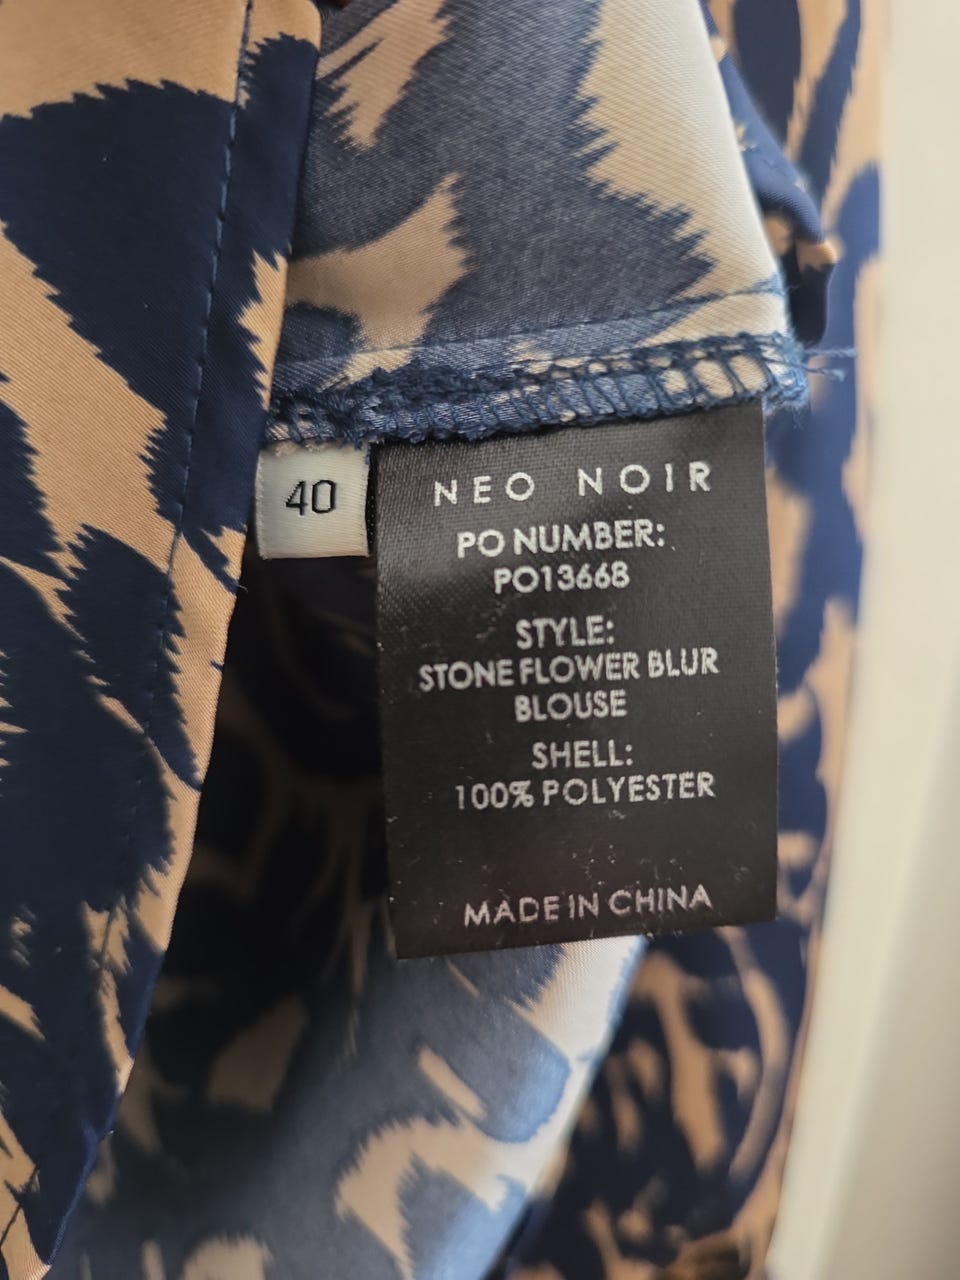 40
NEO NOIR
PO NUMBER:
PO13668
STYLE:
STONE FLOWER BLUR
BLOUSE
SHELL:
100% POLYESTER
MADE IN CHINA